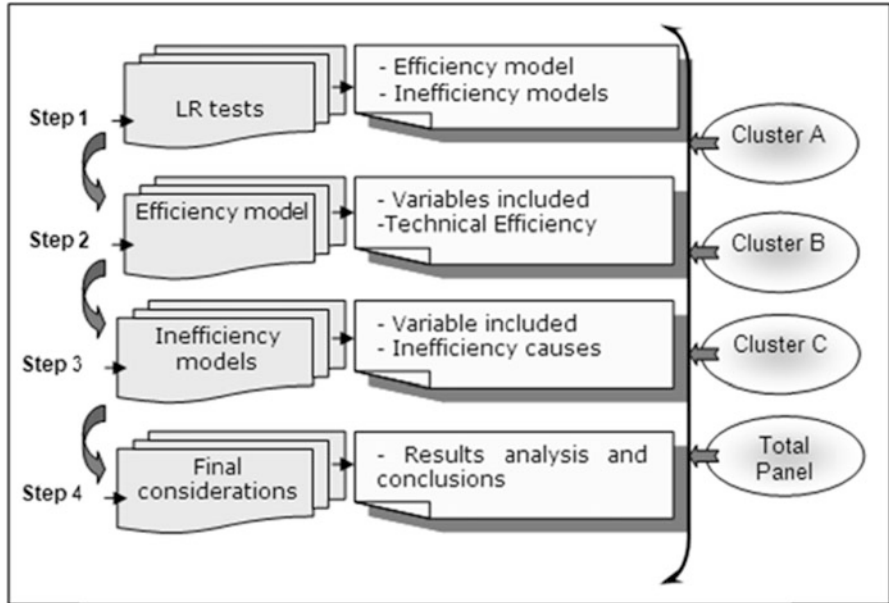 Step 1
LR tests
- Efficiency model
- Inefficiency models
Cluster A
Step 2
Efficiency model
- Variables included
-Technical Efficiency
Cluster B
Step 3
Inefficiency
models
- Variable included
- Inefficiency causes
Cluster C
Step 4
Final
considerations
- Results analysis and
conclusions
Total
Panel